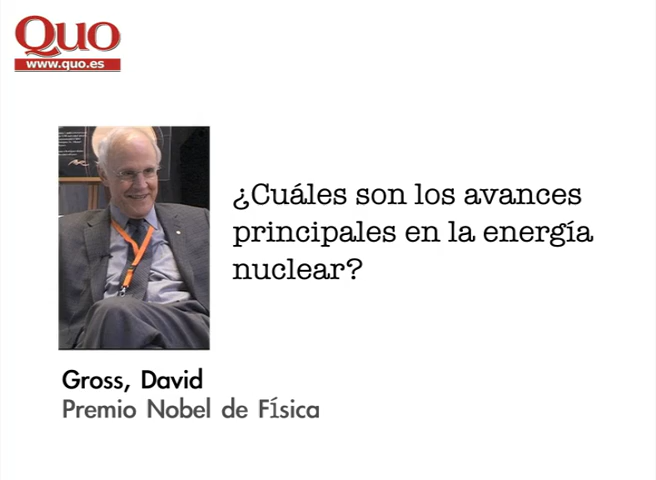 Quo
www.quo.es
¿Cuáles son los avances
principales en la energía
nuclear?
Gross, David
Premio Nobel de Física